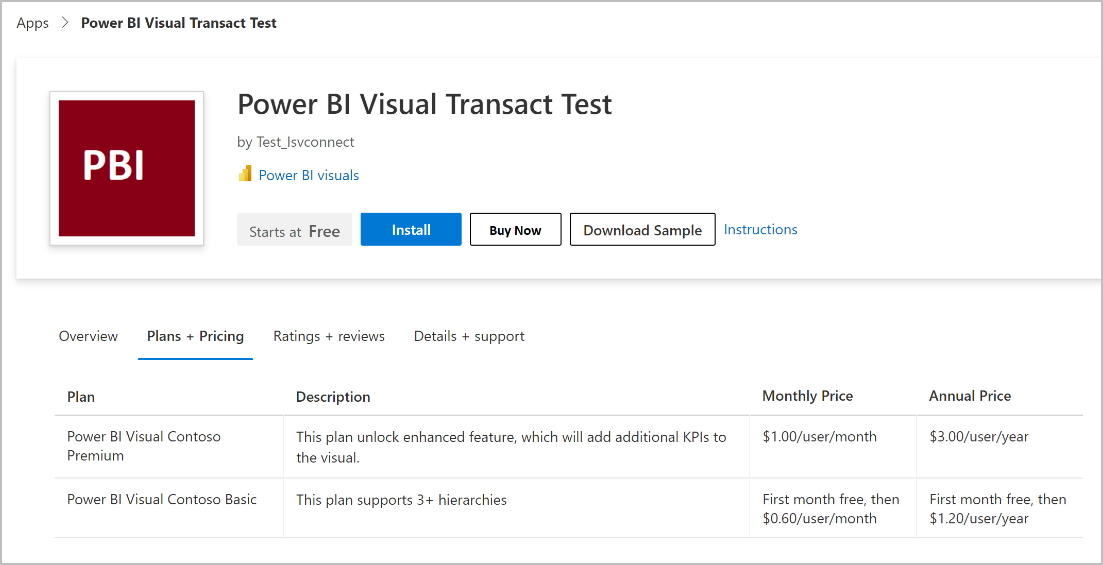 Apps > Power BI Visual Transact Test
PBI
Power BI Visual Transact Test
by Test_Isvconnect
Power BI visuals
Starts at Free Install Buy Now Download Sample Instructions
Overview Plans + Pricing Ratings + reviews Details + support
Plan Description Monthly Price Annual Price
Power BI Visual Contoso This plan unlock enhanced feature, which will add additional KPIs to $1.00/user/month $3.00/user/year
Premium the visual.
Power BI Visual Contoso Basic This plan supports 3+ hierarchies First month free, then First month free, then
$0.60/user/month $1.20/user/year